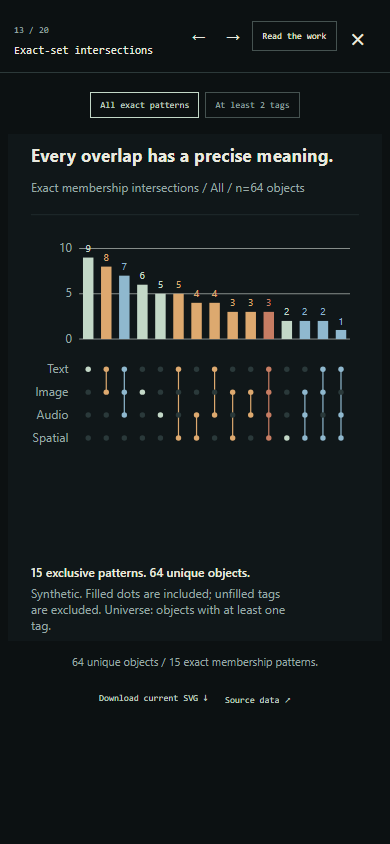 13 / 20
Exact-set intersections
← → Read the work ✕
All exact patterns At least 2 tags
Every overlap has a precise meaning.
Exact membership intersections / All / n=64 objects
10
5
0
9 8 7 6 5 5 4 4 3 3 3 2 2 2 1
Text
Image
Audio
Spatial
15 exclusive patterns. 64 unique objects.
Synthetic. Filled dots are included; unfilled tags
are excluded. Universe: objects with at least one
tag.
64 unique objects / 15 exact membership patterns.
Download current SVG ↓ Source data ↗